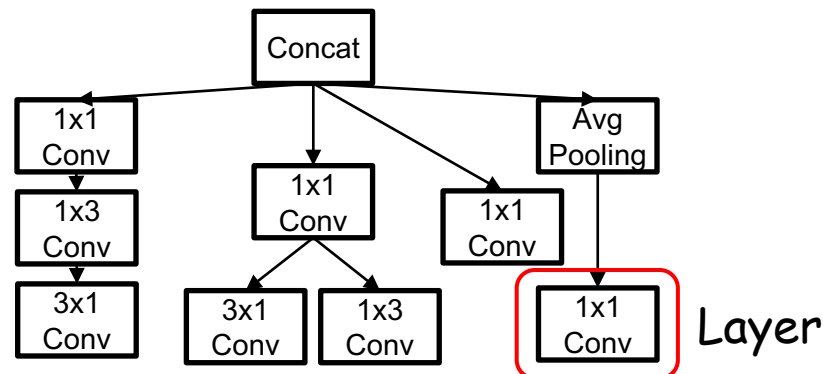 Concat
1x1
Conv
Avg
Pooling
1x1
Conv
1x3
Conv
1x1
Conv
3x1
Conv
3x1
Conv
1x3
Conv
1x1
Conv
Layer